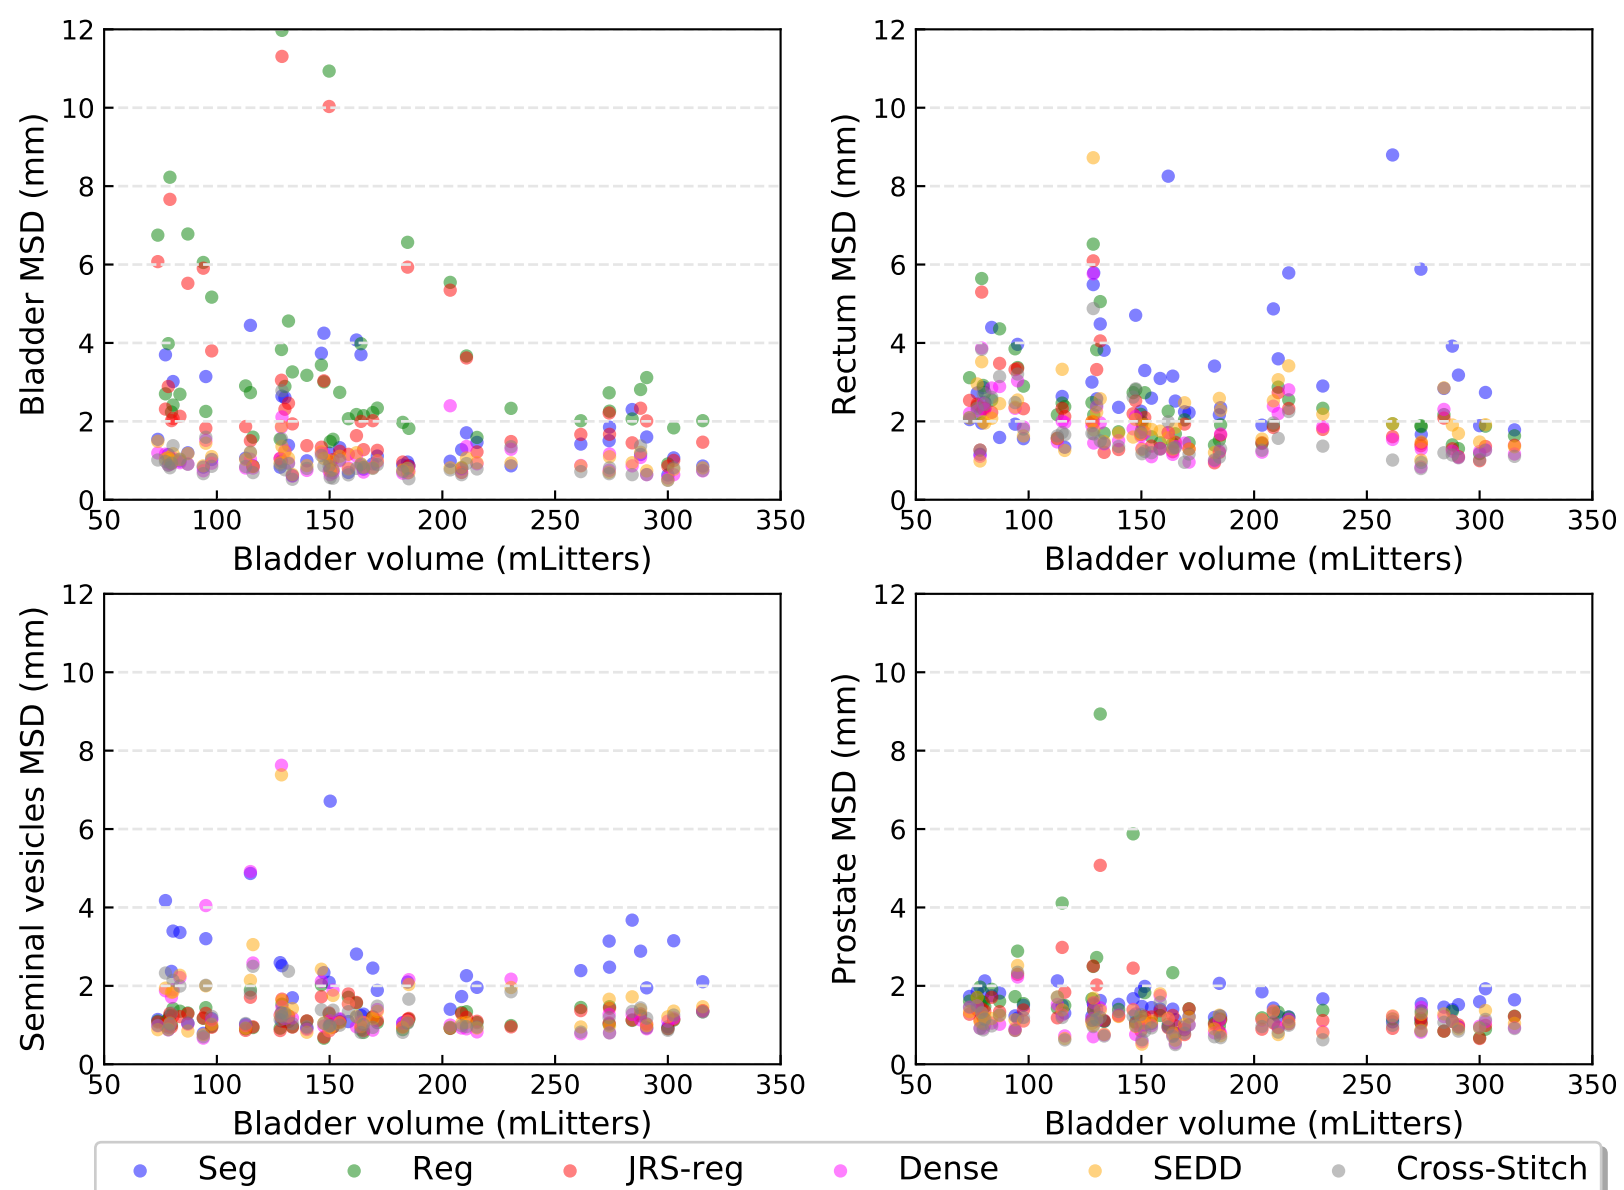 12
10
8
6
4
2
0
Bladder MSD (mm)
50 100 150 200 250 300 350
Bladder volume (mLitters)
12
10
8
6
4
2
0
Rectum MSD (mm)
50 100 150 200 250 300 350
Bladder volume (mLitters)
12
10
8
6
4
2
0
Seminal vesicles MSD (mm)
50 100 150 200 250 300 350
Bladder volume (mLitters)
12
10
8
6
4
2
0
Prostate MSD (mm)
50 100 150 200 250 300 350
Bladder volume (mLitters)
Seg Reg JRS-reg Dense SEDD Cross-Stitch